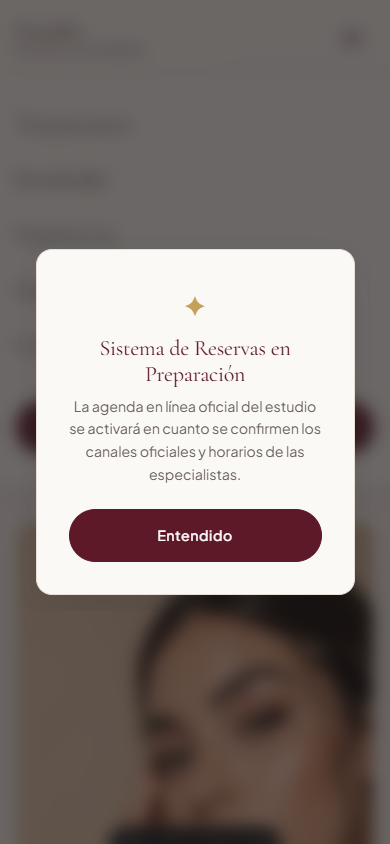 Sistema de Reservas en
Preparación
La agenda en línea oficial del estudio
se activará en cuanto se confirmen los
canales oficiales y horarios de las
especialistas.
Entendido